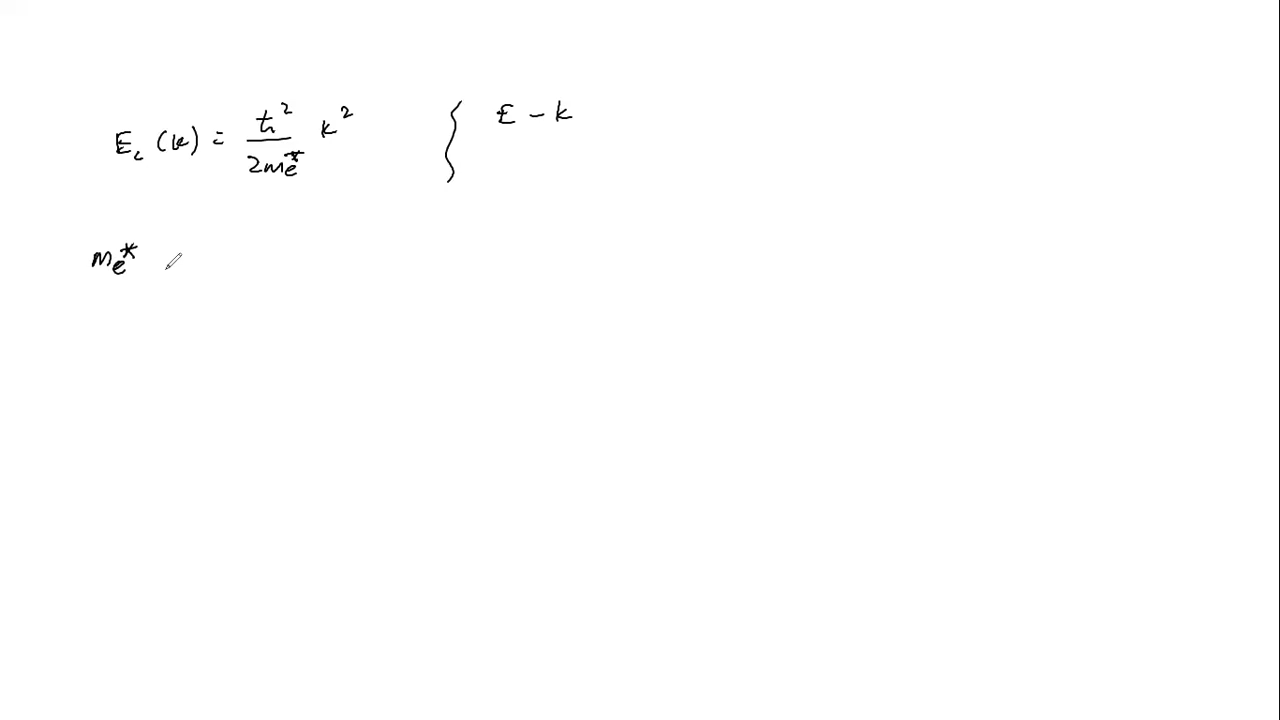 E_c (k) = ℏ² / 2m_e* k² { E – k
m_e*